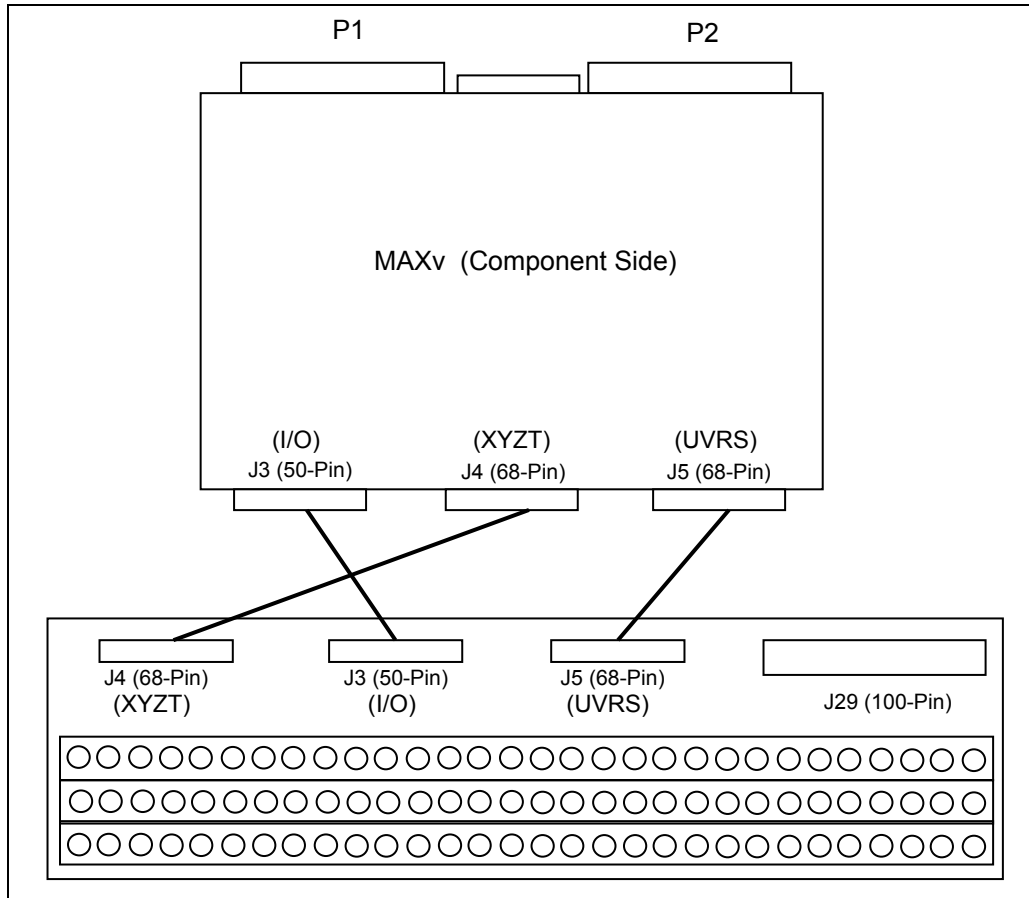 P1
P2
MAXv (Component Side)
(I/O)
J3 (50-Pin)
(XYZT)
J4 (68-Pin)
(UVRS)
J5 (68-Pin)
J4 (68-Pin)
(XYZT)
J3 (50-Pin)
(I/O)
J5 (68-Pin)
(UVRS)
J29 (100-Pin)